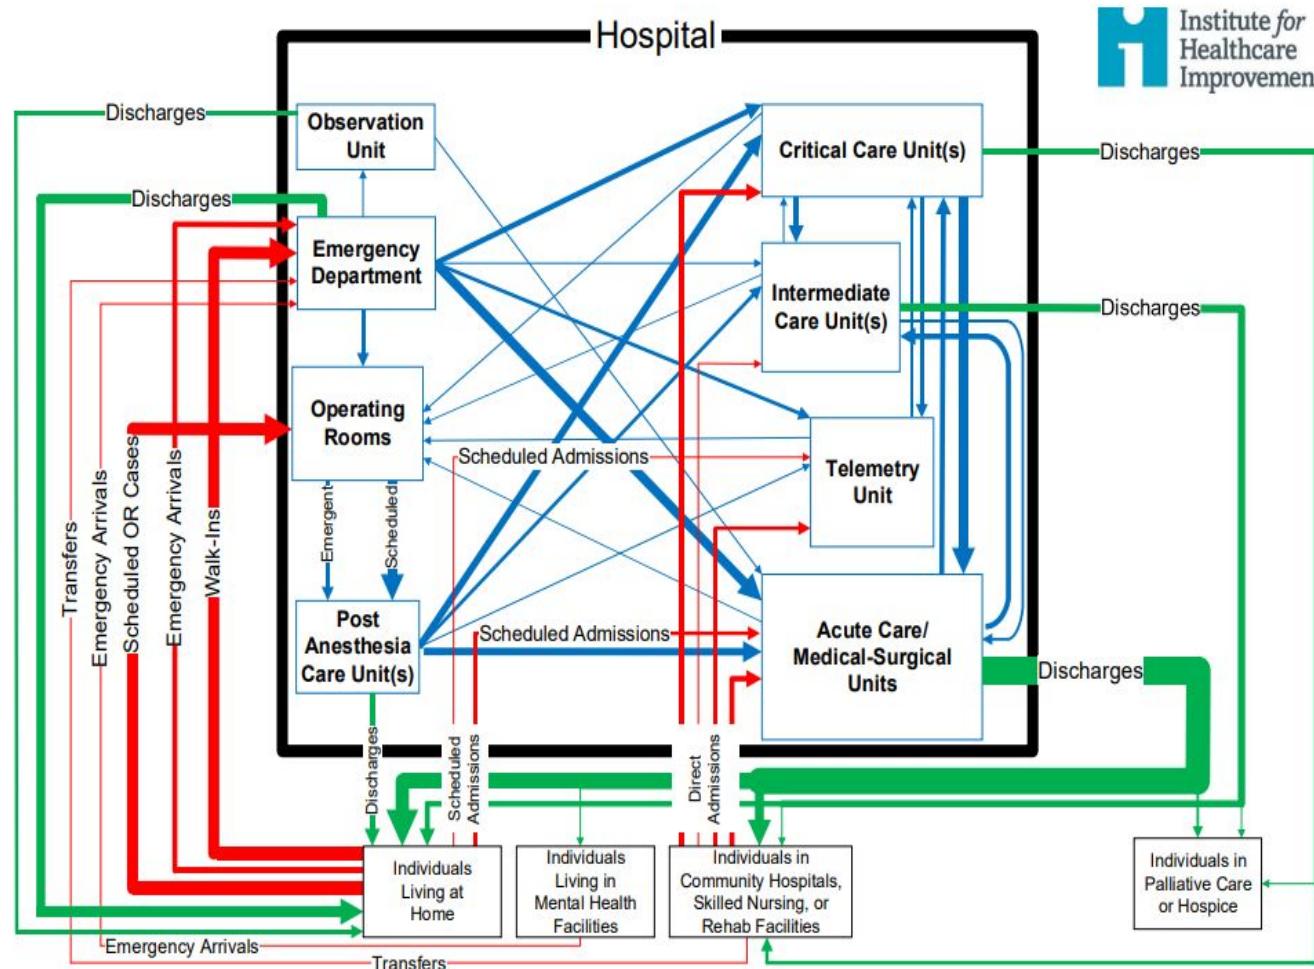 Hospital
Institute for
Healthcare
Improvemen
Discharges
Observation
Unit
Critical Care Unit(s)
Discharges
Discharges
Emergency
Department
Intermediate
Care Unit(s)
Discharges
Operating
Rooms
Scheduled Admissions
Telemetry
Unit
Emergent
Scheduled
Transfers
Emergency Arrivals
Scheduled OR Cases
Emergency Arrivals
Walk-Ins
Post
Anesthesia
Care Unit(s)
Scheduled Admissions
Acute Care/
Medical-Surgical
Units
Discharges
Discharges
Scheduled
Admissions
Direct
Admissions
Individuals
Living at
Home
Individuals
Living in
Mental Health
Facilities
Individuals in
Community Hospitals,
Skilled Nursing, or
Rehab Facilities
Individuals in
Palliative Care
or Hospice
Emergency Arrivals
Transfers